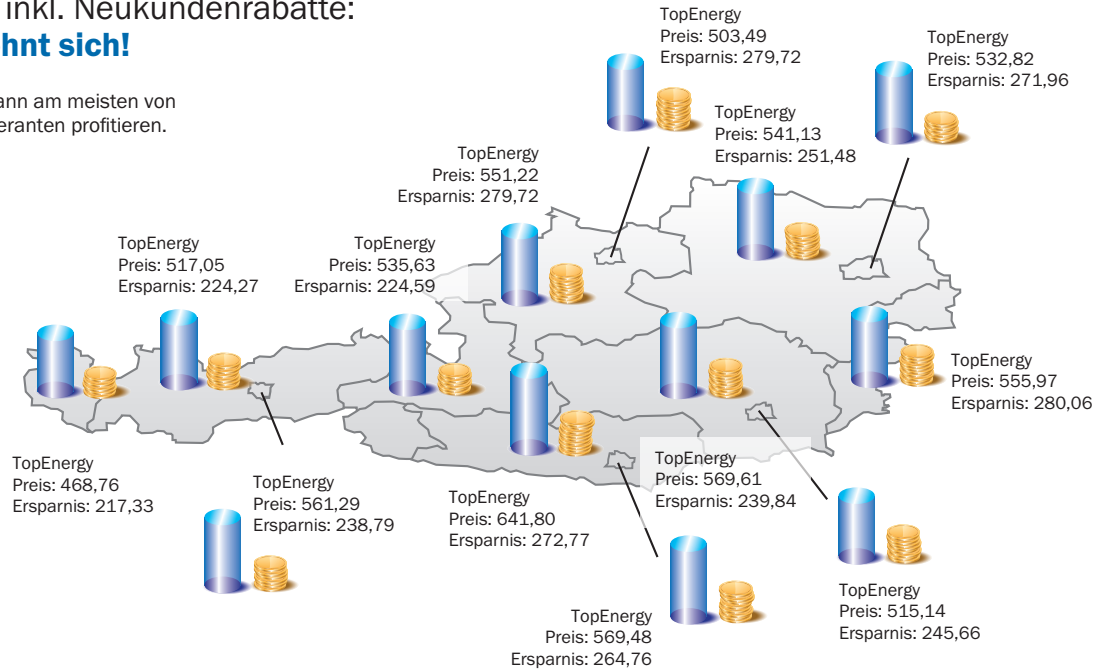 inkl. Neukundenrabatte:
hnt sich!
ann am meisten von
eranten profitieren.
TopEnergy
Preis: 503,49
Ersparnis: 279,72
TopEnergy
Preis: 532,82
Ersparnis: 271,96
TopEnergy
Preis: 541,13
Ersparnis: 251,48
TopEnergy
Preis: 551,22
Ersparnis: 279,72
TopEnergy
Preis: 517,05
Ersparnis: 224,27
TopEnergy
Preis: 535,63
Ersparnis: 224,59
TopEnergy
Preis: 555,97
Ersparnis: 280,06
TopEnergy
Preis: 468,76
Ersparnis: 217,33
TopEnergy
Preis: 561,29
Ersparnis: 238,79
TopEnergy
Preis: 641,80
Ersparnis: 272,77
TopEnergy
Preis: 569,61
Ersparnis: 239,84
TopEnergy
Preis: 569,48
Ersparnis: 264,76
TopEnergy
Preis: 515,14
Ersparnis: 245,66